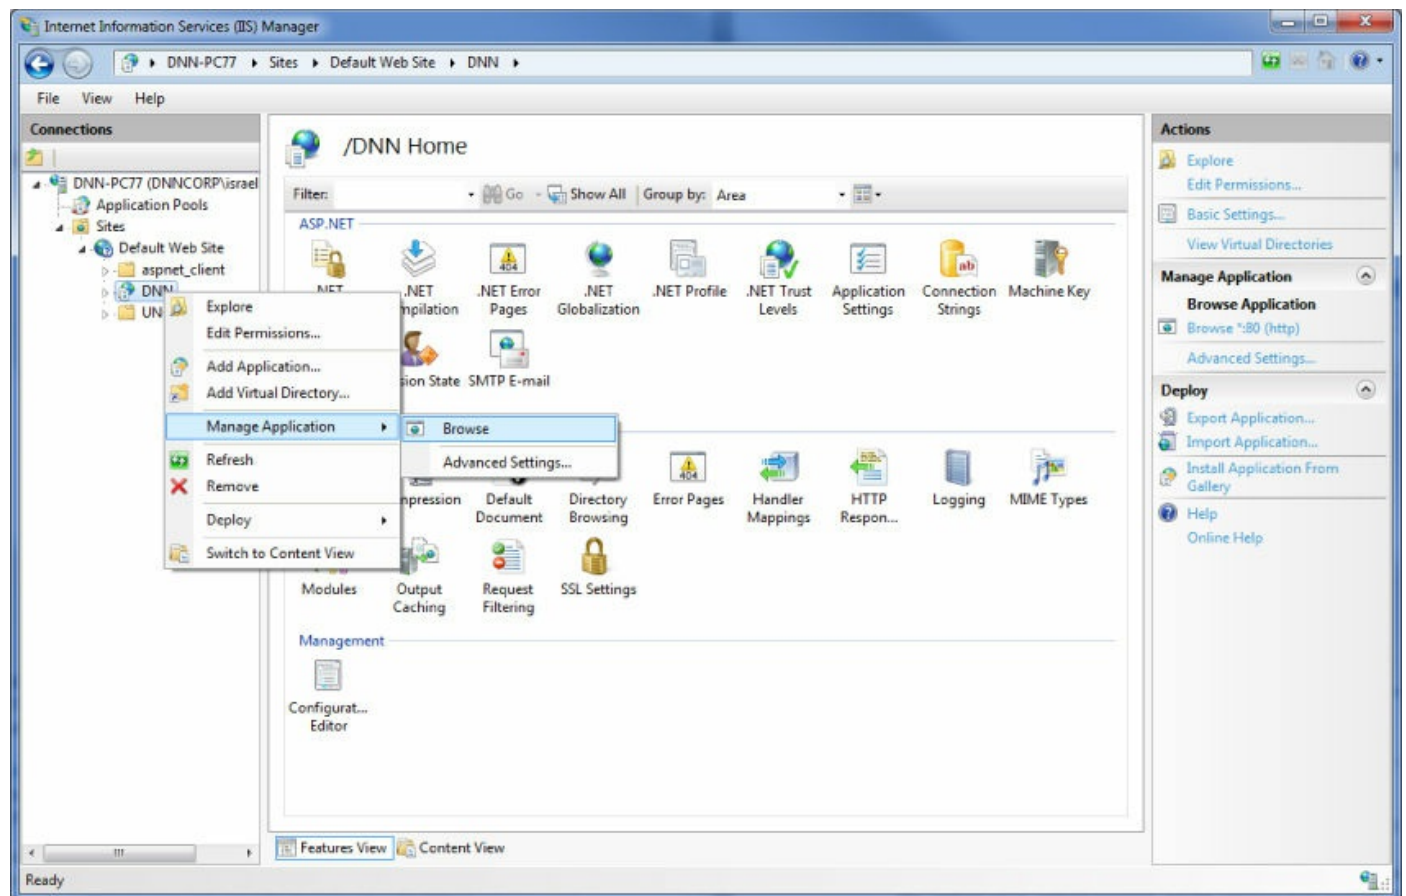 Internet Information Services (IIS) Manager
DNN-PC77 Sites Default Web Site DNN
File View Help
Connections
DNN-PC77 (DNNCORP\israel
Application Pools
Sites
Default Web Site
aspnet_client
DNN
UN
Explore
Edit Permissions...
Add Application...
Add Virtual Directory...
Manage Application
Refresh
Remove
Deploy
Switch to Content View
Browse
Advanced Settings...
/DNN Home
Filter: Go Show All Group by: Area
ASP.NET
.NET
.NET Error
.NET
.NET Profile
.NET Trust
Application
Connection
Machine Key
Pages
Globalization
Levels
Settings
Strings
State
SMTP E-mail
Default
Directory
Error Pages
Handler
HTTP
Logging
MIME Types
Document
Browsing
Mappings
Respon...
Modules
Output
Request
SSL Settings
Caching
Filtering
Management
Configurat...
Editor
Features View Content View
Actions
Explore
Edit Permissions...
Basic Settings...
View Virtual Directories
Manage Application
Browse Application
Browse *:80 (http)
Advanced Settings...
Deploy
Export Application...
Import Application...
Install Application From
Gallery
Help
Online Help
Ready